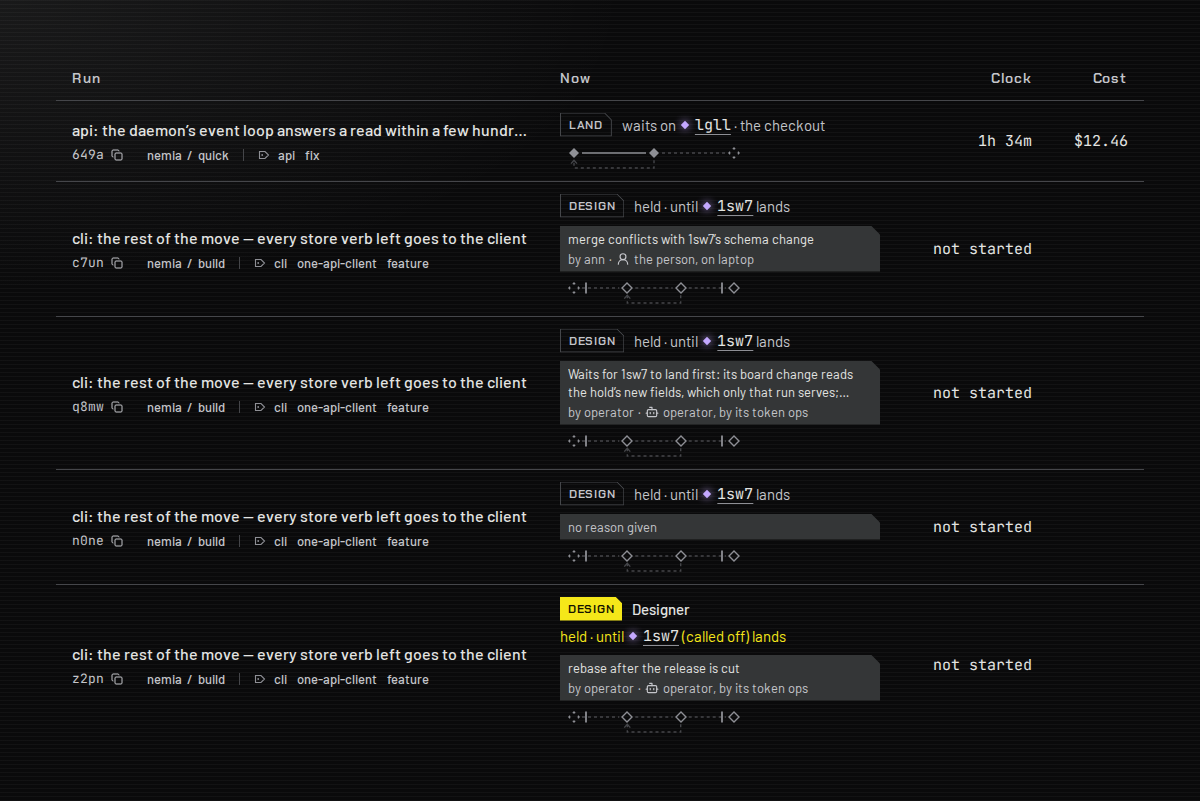 Run Now Clock Cost
api: the daemon's event loop answers a read within a few hundr...
649a nemla / quick api fix
LAND waits on lgll · the checkout
1h 34m $12.46
DESIGN held · until 1sw7 lands
cli: the rest of the move — every store verb left goes to the client
c7un nemla / build cli one-api-client feature
merge conflicts with 1sw7's schema change
by ann · the person, on laptop
not started
DESIGN held · until 1sw7 lands
cli: the rest of the move — every store verb left goes to the client
q8mw nemla / build cli one-api-client feature
Waits for 1sw7 to land first: its board change reads
the hold's new fields, which only that run serves;...
by operator · operator, by its token ops
not started
DESIGN held · until 1sw7 lands
cli: the rest of the move — every store verb left goes to the client
n0ne nemla / build cli one-api-client feature
no reason given
not started
DESIGN Designer
held · until 1sw7 (called off) lands
cli: the rest of the move — every store verb left goes to the client
z2pn nemla / build cli one-api-client feature
rebase after the release is cut
by operator · operator, by its token ops
not started